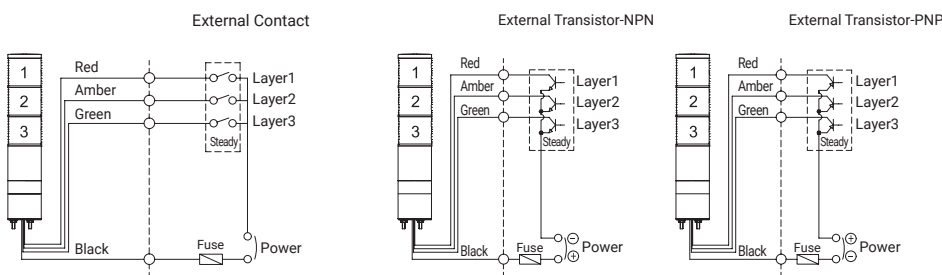 External Contact
1
2
3
Red
Amber
Green
Layer1
Layer2
Layer3
Steady
Black
Fuse
Power
External Transistor-NPN
1
2
3
Red
Amber
Green
Layer1
Layer2
Layer3
Steady
Black
Fuse
⊖
⊕
Power
External Transistor-PNP
1
2
3
Red
Amber
Green
Layer1
Layer2
Layer3
Steady
Black
Fuse
⊕
⊖
Power